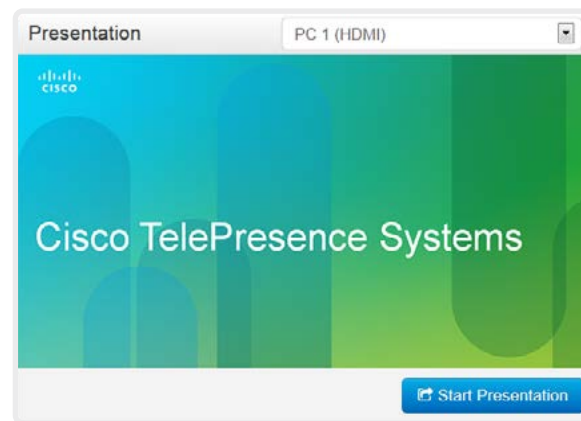 Presentation
PC 1 (HDMI)
CISCO
Cisco TelePresence Systems
Start Presentation